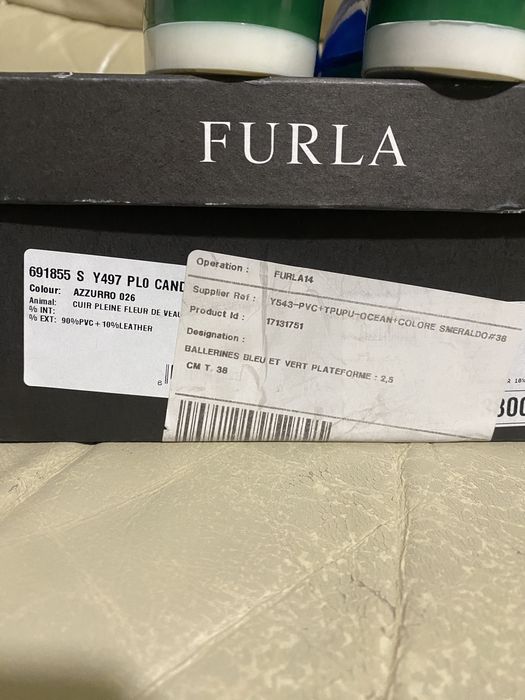 FURLA
691855 S Y497 PL0 CAND
Colour: AZZURRO 026
Animal: CUIR PLEINE FLEUR DE VEAU
% INT:
% EXT: 90%PVC+10%LEATHER
Operation : FURLA14
Supplier Ref : Y543-PVC+TPUPU-OCEAN+COLORE SMERALDO#38
Product Id : 17131751
Designation :
BALLERINES BLEU ET VERT PLATEFORME : 2,5
CM T. 38